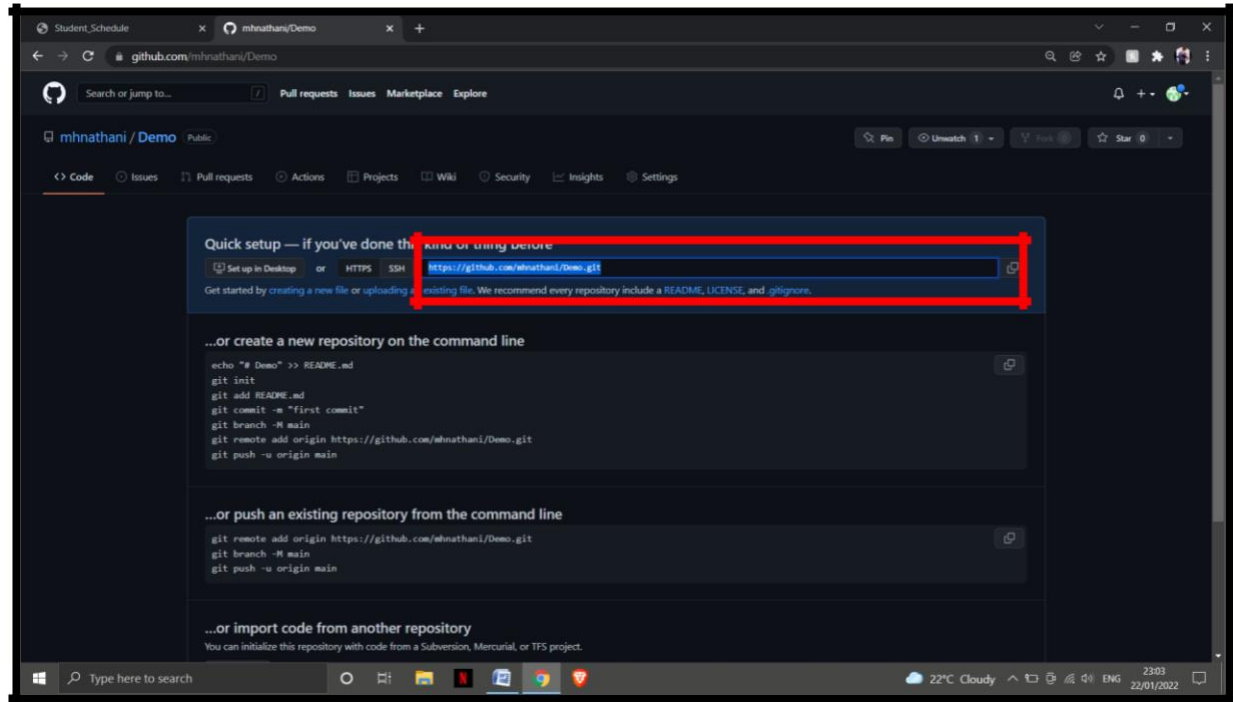 Student_Schedule
mhnathani/Demo
github.com/mhnathani/Demo
Search or jump to...
/
Pull requests Issues Marketplace Explore
mhnathani / Demo Public
Pin
Unwatch 1
Fork 0
Star 0
Code
Issues
Pull requests
Actions
Projects
Wiki
Security
Insights
Settings
Quick setup — if you've done this kind of thing before
Set up in Desktop or HTTPS SSH https://github.com/mhnathani/Demo.git
Get started by creating a new file or uploading an existing file. We recommend every repository include a README, LICENSE, and .gitignore.
...or create a new repository on the command line
echo "# Demo" >> README.md
git init
git add README.md
git commit -m "first commit"
git branch -M main
git remote add origin https://github.com/mhnathani/Demo.git
git push -u origin main
...or push an existing repository from the command line
git remote add origin https://github.com/mhnathani/Demo.git
git branch -M main
git push -u origin main
...or import code from another repository
You can initialize this repository with code from a Subversion, Mercurial, or TFS project.
Type here to search
N
22°C Cloudy
ENG
23:03
22/01/2022